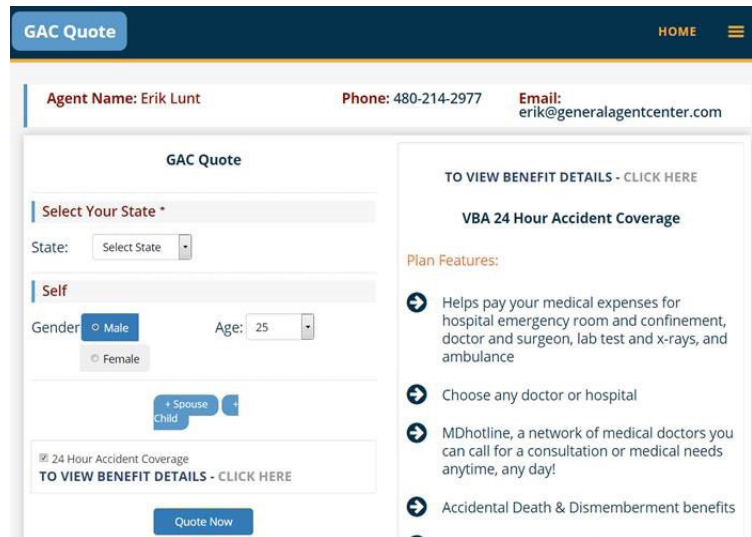 GAC Quote
HOME
Agent Name: Erik Lunt
Phone: 480-214-2977
Email:
erik@generalagentcenter.com
GAC Quote
Select Your State *
State:
Select State
Self
Gender
Male
Age:
25
Female
+ Spouse
+
Child
24 Hour Accident Coverage
TO VIEW BENEFIT DETAILS - CLICK HERE
Quote Now
TO VIEW BENEFIT DETAILS - CLICK HERE
VBA 24 Hour Accident Coverage
Plan Features:
Helps pay your medical expenses for
hospital emergency room and confinement,
doctor and surgeon, lab test and x-rays, and
ambulance
Choose any doctor or hospital
MDhotline, a network of medical doctors you
can call for a consultation or medical needs
anytime, any day!
Accidental Death & Dismemberment benefits